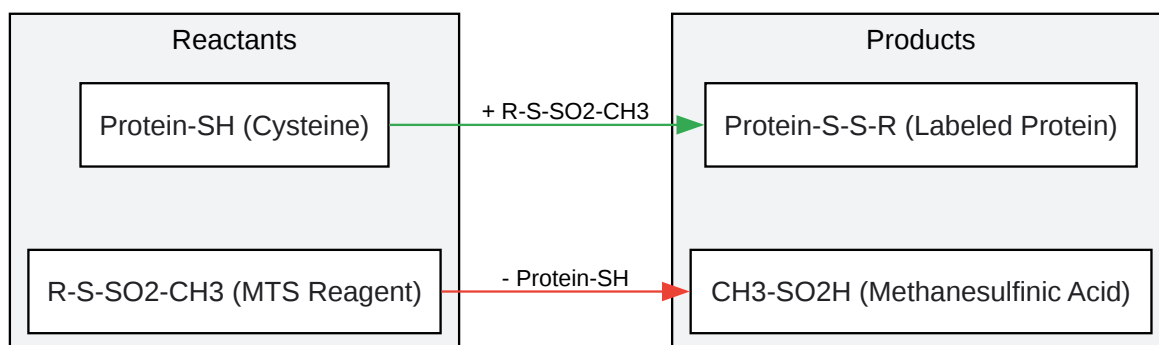 Reactants
Products
Protein-SH (Cysteine)
+ R-S-SO2-CH3
Protein-S-S-R (Labeled Protein)
R-S-SO2-CH3 (MTS Reagent)
- Protein-SH
CH3-SO2H (Methanesulfinic Acid)